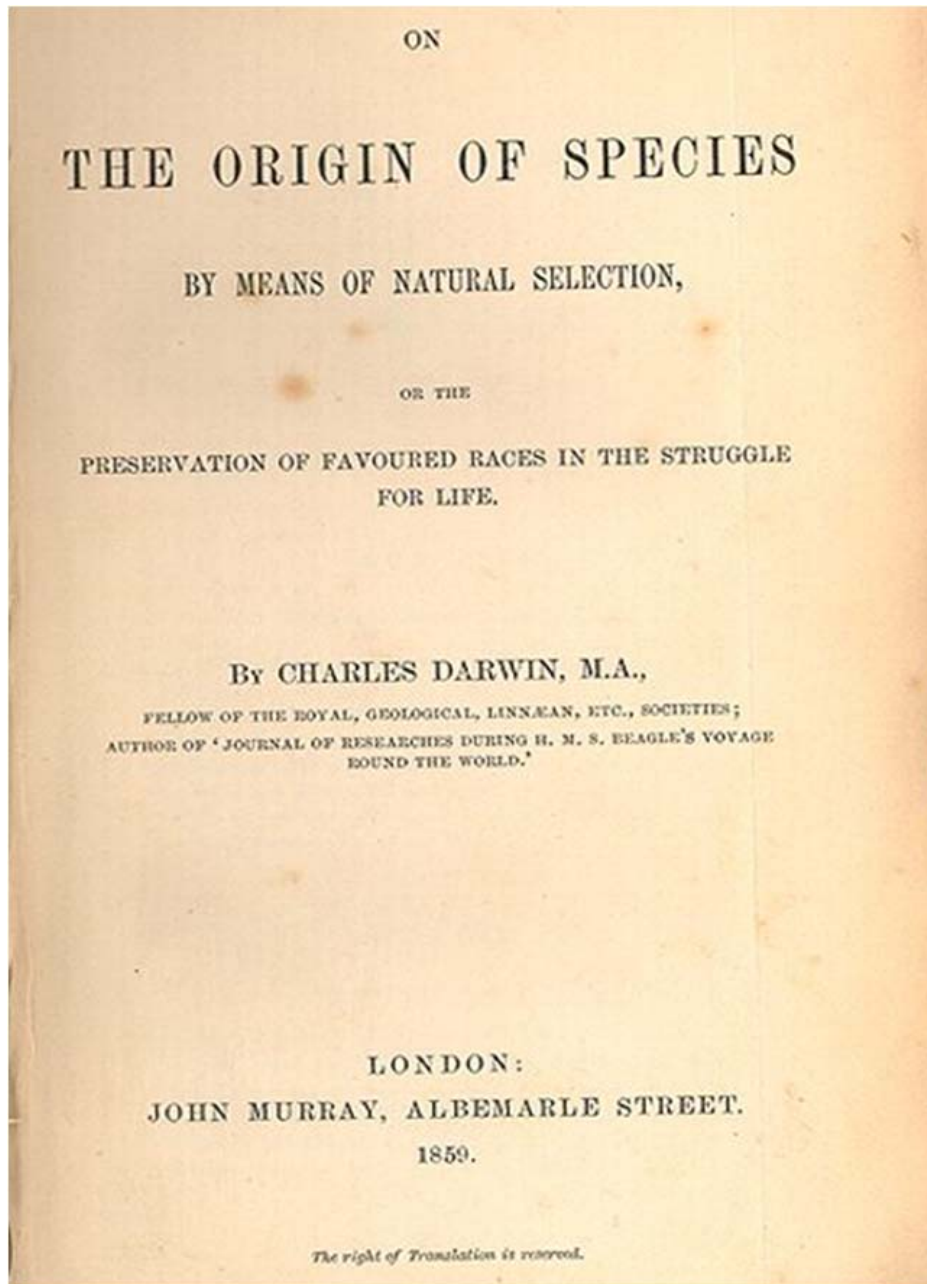 ON
THE ORIGIN OF SPECIES
BY MEANS OF NATURAL SELECTION,
OR THE
PRESERVATION OF FAVOURED RACES IN THE STRUGGLE
FOR LIFE.
By CHARLES DARWIN, M.A.,
FELLOW OF THE ROYAL, GEOLOGICAL, LINNÆAN, ETC., SOCIETIES;
AUTHOR OF ‘JOURNAL OF RESEARCHES DURING H. M. S. BEAGLE’S VOYAGE
ROUND THE WORLD.’
LONDON:
JOHN MURRAY, ALBEMARLE STREET.
1859.
The right of Translation is reserved.